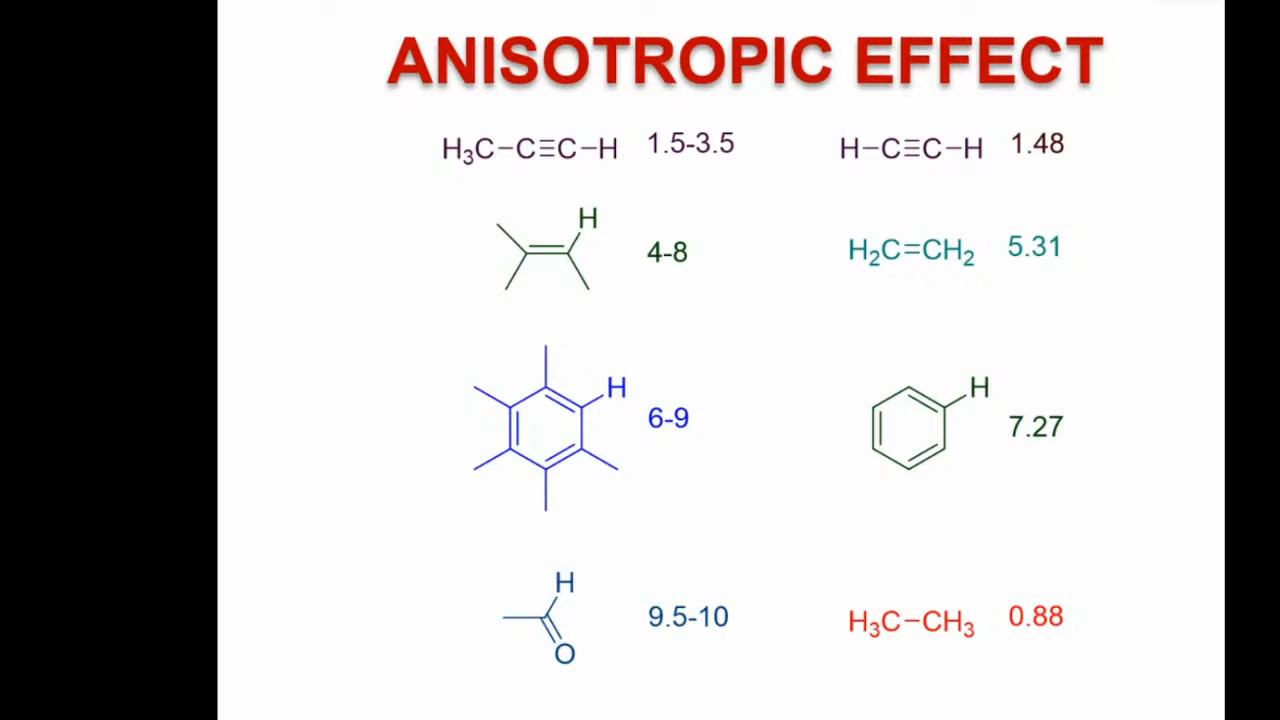 ANISOTROPIC EFFECT
H₃C−C≡C−H 1.5-3.5
H−C≡C−H 1.48
H
4-8
H₂C=CH₂ 5.31
H
6-9
H
7.27
H
O
9.5-10
H₃C−CH₃ 0.88